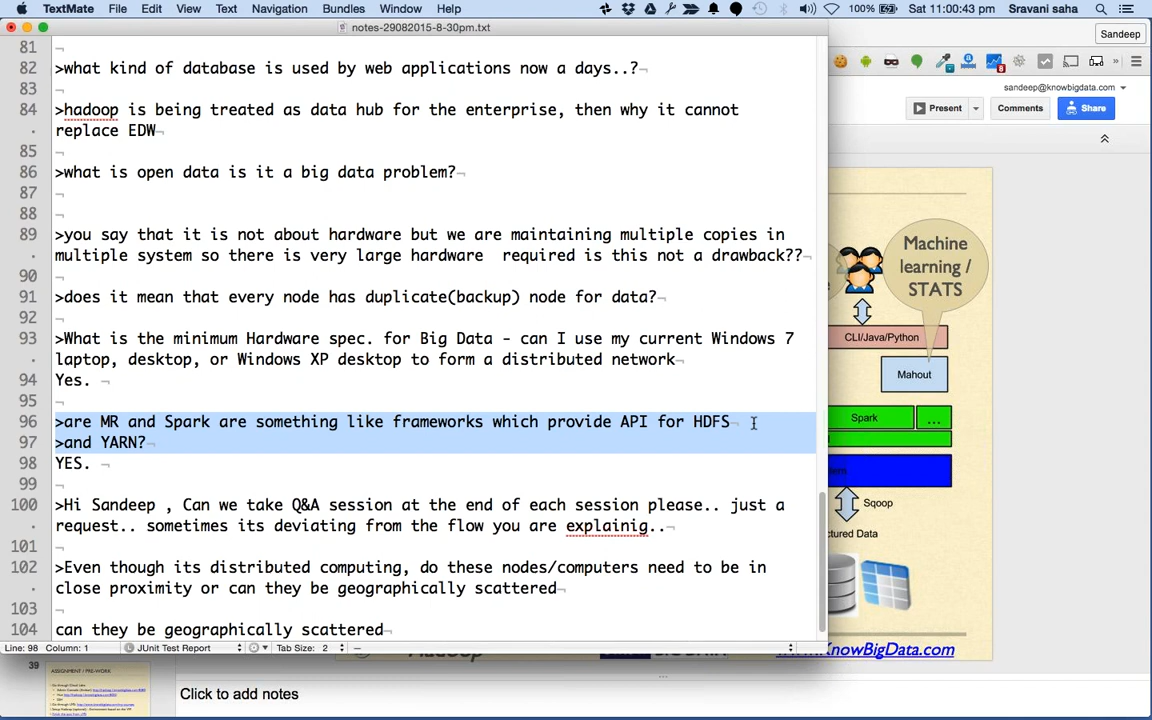 TextMate File Edit View Text Navigation Bundles Window Help 100% Sat 11:00:43 pm Sravani saha
notes-29082015-8-30pm.txt
Sandeep
81
82 >what kind of database is used by web applications now a days..?
83
84 >hadoop is being treated as data hub for the enterprise, then why it cannot
replace EDW
85
86 >what is open data is it a big data problem?
87
88
89 >you say that it is not about hardware but we are maintaining multiple copies in
multiple system so there is very large hardware required is this not a drawback??
90
91 >does it mean that every node has duplicate(backup) node for data?
92
93 >What is the minimum Hardware spec. for Big Data - can I use my current Windows 7
laptop, desktop, or Windows XP desktop to form a distributed network
94 Yes.
95
96 >are MR and Spark are something like frameworks which provide API for HDFS
97 >and YARN?
98 YES.
99
100 >Hi Sandeep , Can we take Q&A session at the end of each session please.. just a
request.. sometimes its deviating from the flow you are explainig..
101
102 >Even though its distributed computing, do these nodes/computers need to be in
close proximity or can they be geographically scattered
103
104 can they be geographically scattered
Line: 98 Column: 1 JUnit Test Report Tab Size: 2
sandeep@knowbigdata.com
Present Comments Share
Machine
learning /
STATS
CLI/Java/Python
Mahout
Spark ...
Sqoop
ctured Data
KnowBigData.com
39
ASSIGNMENT / PRE-WORK
Click to add notes